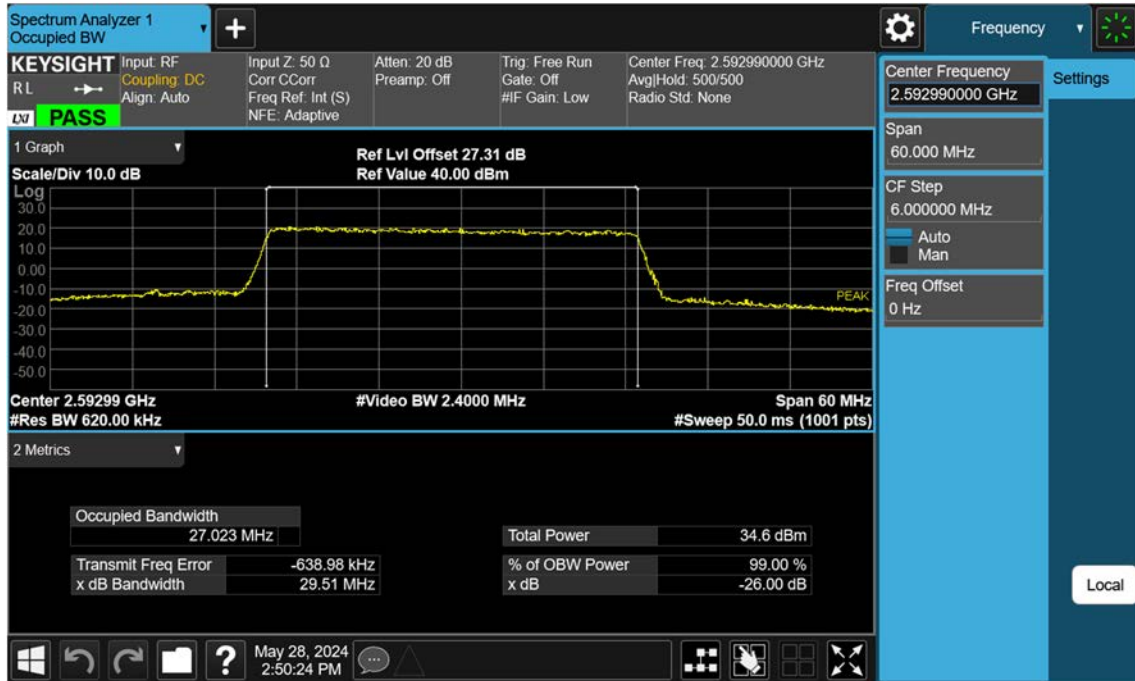 Spectrum Analyzer 1
Occupied BW
+
Frequency
KEYSIGHT
R L
LXI
PASS
Input: RF
Coupling: DC
Align: Auto
Input Z: 50 Ω
Corr CCorr
Freq Ref: Int (S)
NFE: Adaptive
Atten: 20 dB
Preamp: Off
Trig: Free Run
Gate: Off
#IF Gain: Low
Center Freq: 2.592990000 GHz
Avg|Hold: 500/500
Radio Std: None
Center Frequency
2.592990000 GHz
Settings
Span
60.000 MHz
CF Step
6.000000 MHz
Auto
Man
Freq Offset
0 Hz
Local
1 Graph
Scale/Div 10.0 dB
Ref Lvl Offset 27.31 dB
Ref Value 40.00 dBm
Log
30.0
20.0
10.0
0.00
-10.0
-20.0
-30.0
-40.0
-50.0
PEAK
Center 2.59299 GHz
#Video BW 2.4000 MHz
Span 60 MHz
#Res BW 620.00 kHz
#Sweep 50.0 ms (1001 pts)
2 Metrics
Occupied Bandwidth
27.023 MHz
Total Power 34.6 dBm
Transmit Freq Error -638.98 kHz
% of OBW Power 99.00 %
x dB Bandwidth 29.51 MHz
x dB -26.00 dB
?
May 28, 2024
2:50:24 PM